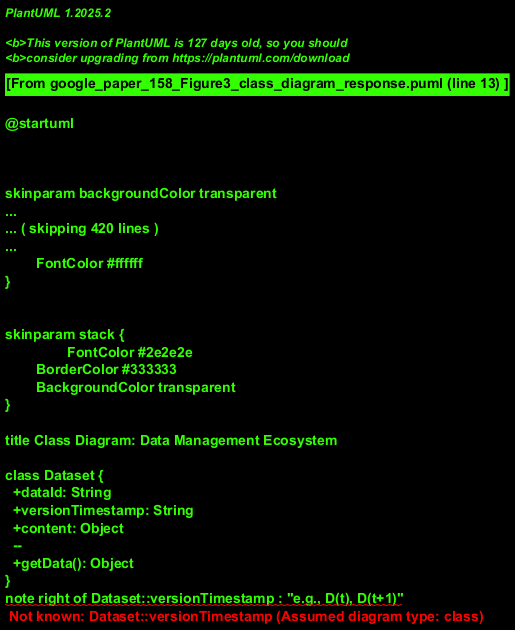 PlantUML 1.2025.2
<b>This version of PlantUML is 127 days old, so you should
<b>consider upgrading from https://plantuml.com/download
[From google_paper_158_Figure3_class_diagram_response.puml (line 13) ]
@startuml
skinparam backgroundColor transparent
...
... ( skipping 420 lines )
...
FontColor #ffffff
}
skinparam stack {
FontColor #2e2e2e
BorderColor #333333
BackgroundColor transparent
}
title Class Diagram: Data Management Ecosystem
class Dataset {
+dataId: String
+versionTimestamp: String
+content: Object
--
+getData(): Object
}
note right of Dataset::versionTimestamp : "e.g., D(t), D(t+1)"
Not known: Dataset::versionTimestamp (Assumed diagram type: class)